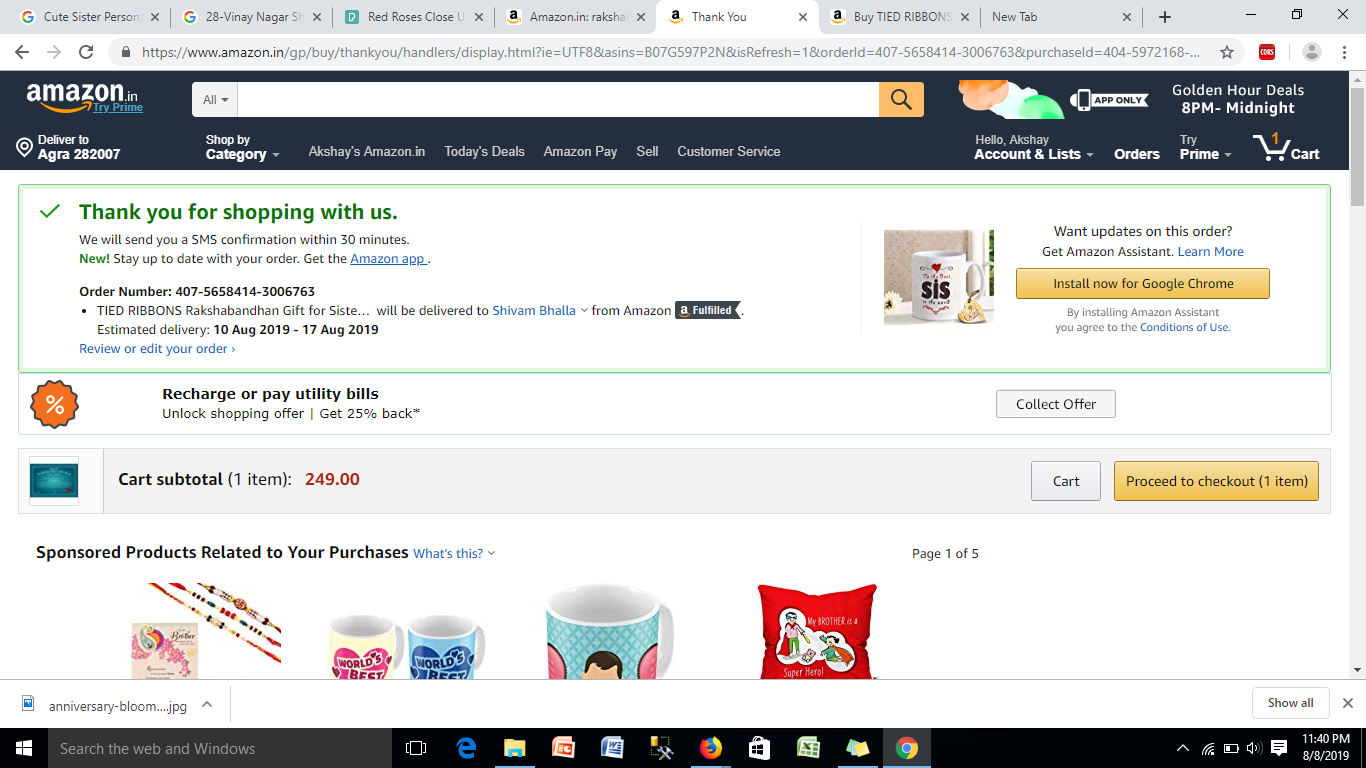 Cute Sister Person
28-Vinay Nagar Sh
Red Roses Close U
Amazon.in: raksha
Thank You
Buy TIED RIBBONS
New Tab
https://www.amazon.in/gp/buy/thankyou/handlers/display.html?ie=UTF8&asins=B07G597P2N&isRefresh=1&orderId=407-5658414-3006763&purchaseId=404-5972168-...
CORS
amazon.in
Try Prime
All
APP ONLY
Golden Hour Deals
8PM- Midnight
Deliver to
Agra 282007
Shop by
Category
Akshay's Amazon.in
Today's Deals
Amazon Pay
Sell
Customer Service
Hello, Akshay
Account & Lists
Orders
Try
Prime
1
Cart
Thank you for shopping with us.
We will send you a SMS confirmation within 30 minutes.
New! Stay up to date with your order. Get the Amazon app .
Order Number: 407-5658414-3006763
• TIED RIBBONS Rakshabandhan Gift for Siste... will be delivered to Shivam Bhalla from Amazon a Fulfilled.
Estimated delivery: 10 Aug 2019 - 17 Aug 2019
Review or edit your order ›
To the Best
SIS
in the world
Want updates on this order?
Get Amazon Assistant. Learn More
Install now for Google Chrome
By installing Amazon Assistant
you agree to the Conditions of Use.
%
Recharge or pay utility bills
Unlock shopping offer | Get 25% back*
Collect Offer
Cart subtotal (1 item): 249.00
Cart
Proceed to checkout (1 item)
Sponsored Products Related to Your Purchases What's this?
Page 1 of 5
Brother
WORLD'S
BEST
WORLD'S
BEST
My BROTHER is a
Super Hero!
anniversary-bloom....jpg
Show all
Search the web and Windows
11:40 PM
8/8/2019